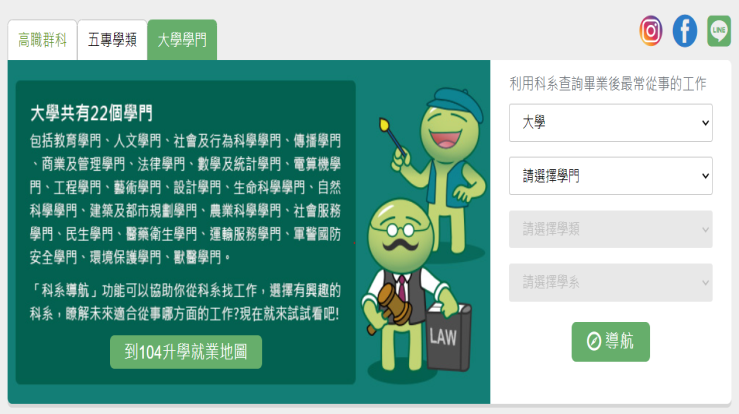 高職群科
五專學類
大學學門
LINE
大學共有22個學門
包括教育學門、人文學門、社會及行為科學學門、傳播學門
、商業及管理學門、法律學門、數學及統計學門、電算機學
門、工程學門、藝術學門、設計學門、生命科學學門、自然
科學學門、建築及都市規劃學門、農業科學學門、社會服務
學門、民生學門、醫藥衛生學門、運輸服務學門、軍警國防
安全學門、環境保護學門、獸醫學門。
「科系導航」功能可以協助你從科系找工作，選擇有興趣的
科系，瞭解未來適合從事哪方面的工作?現在就來試試看吧!
到104升學就業地圖
LAW
利用科系查詢畢業後最常從事的工作
大學
請選擇學門
請選擇學類
請選擇學系
導航